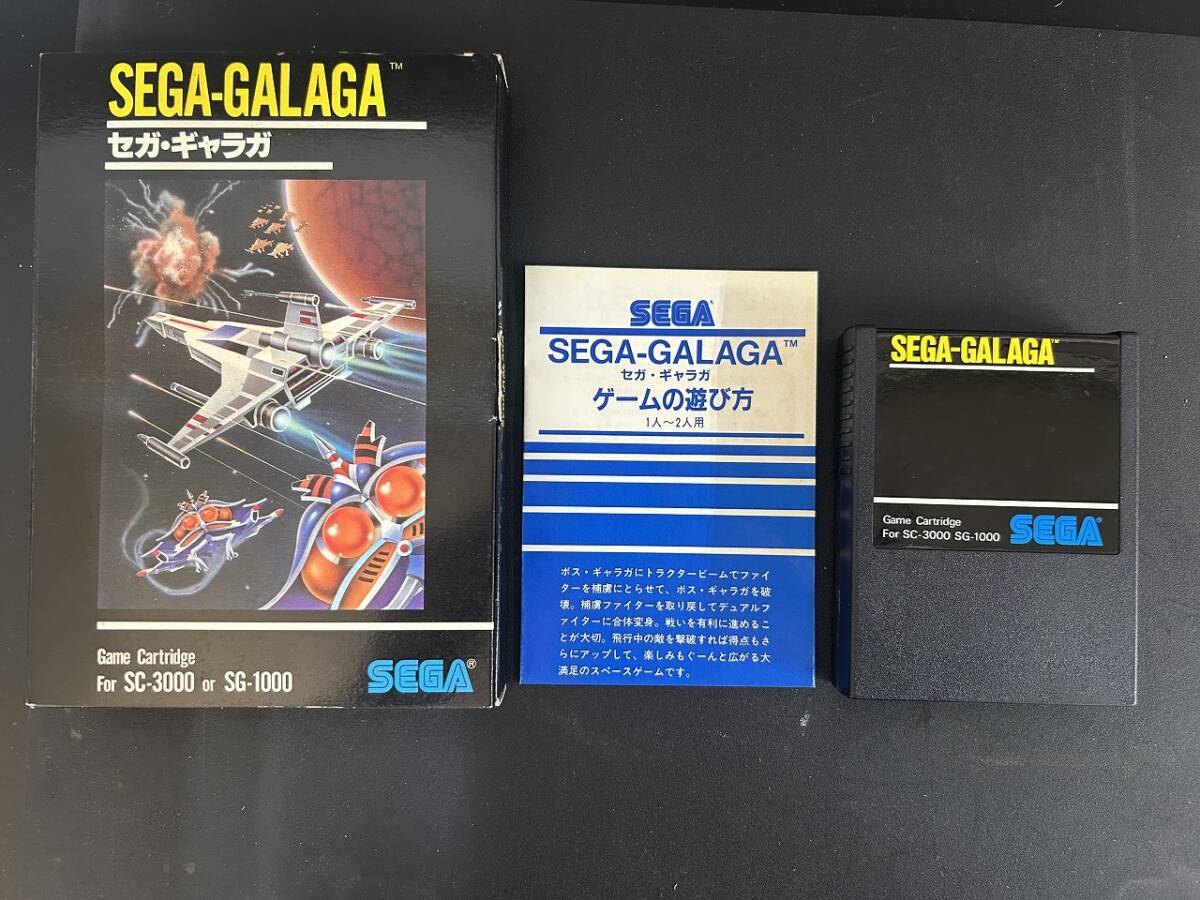 SEGA-GALAGA™
セガ・ギャラガ
Game Cartridge
For SC-3000 or SG-1000
SEGA®
SEGA®
SEGA-GALAGA™
セガ・ギャラガ
ゲームの遊び方
1人〜2人用
ボス・ギャラガにトラクタービームでファイ
ターを捕虜にとらせて、ボス・ギャラガを破
壊。捕虜ファイターを取り戻してデュアルフ
ァイターに合体変身。戦いを有利に進めるこ
とが大切。飛行中の敵を撃破すれば得点もさ
らにアップして、楽しみもぐーんと広がる大
満足のスペースゲームです。
SEGA-GALAGA™
Game Cartridge
For SC-3000 SG-1000
SEGA®